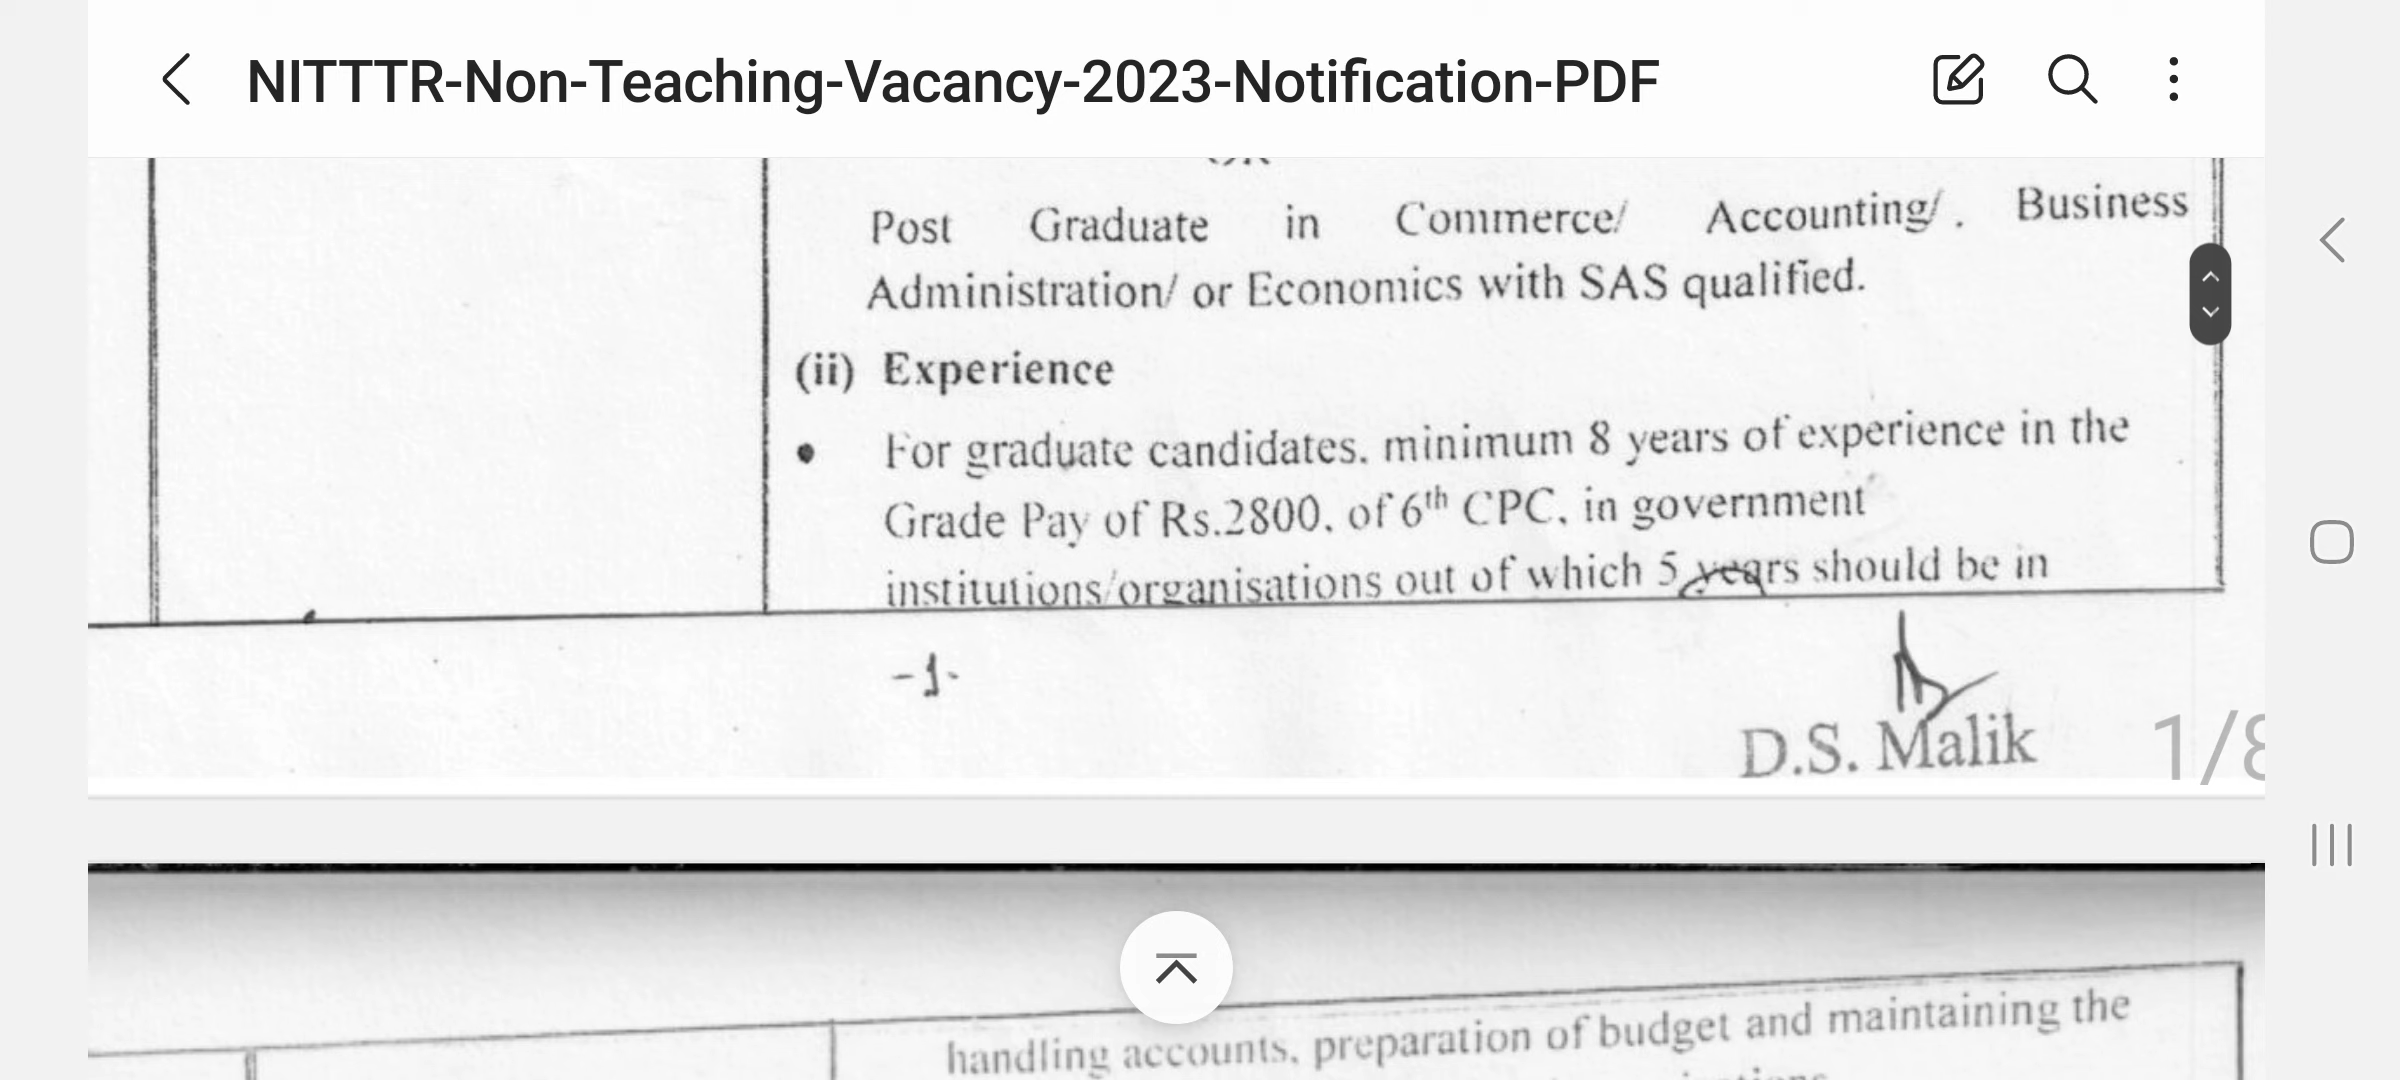 NITTTR-Non-Teaching-Vacancy-2023-Notification-PDF
Post Graduate in Commerce/ Accounting/ . Business
Administration/ or Economics with SAS qualified.
(ii) Experience
• For graduate candidates, minimum 8 years of experience in the
Grade Pay of Rs.2800, of 6th CPC, in government
institutions/organisations out of which 5 years should be in
-1-
D.S. Malik
1/8
handling accounts, preparation of budget and maintaining the